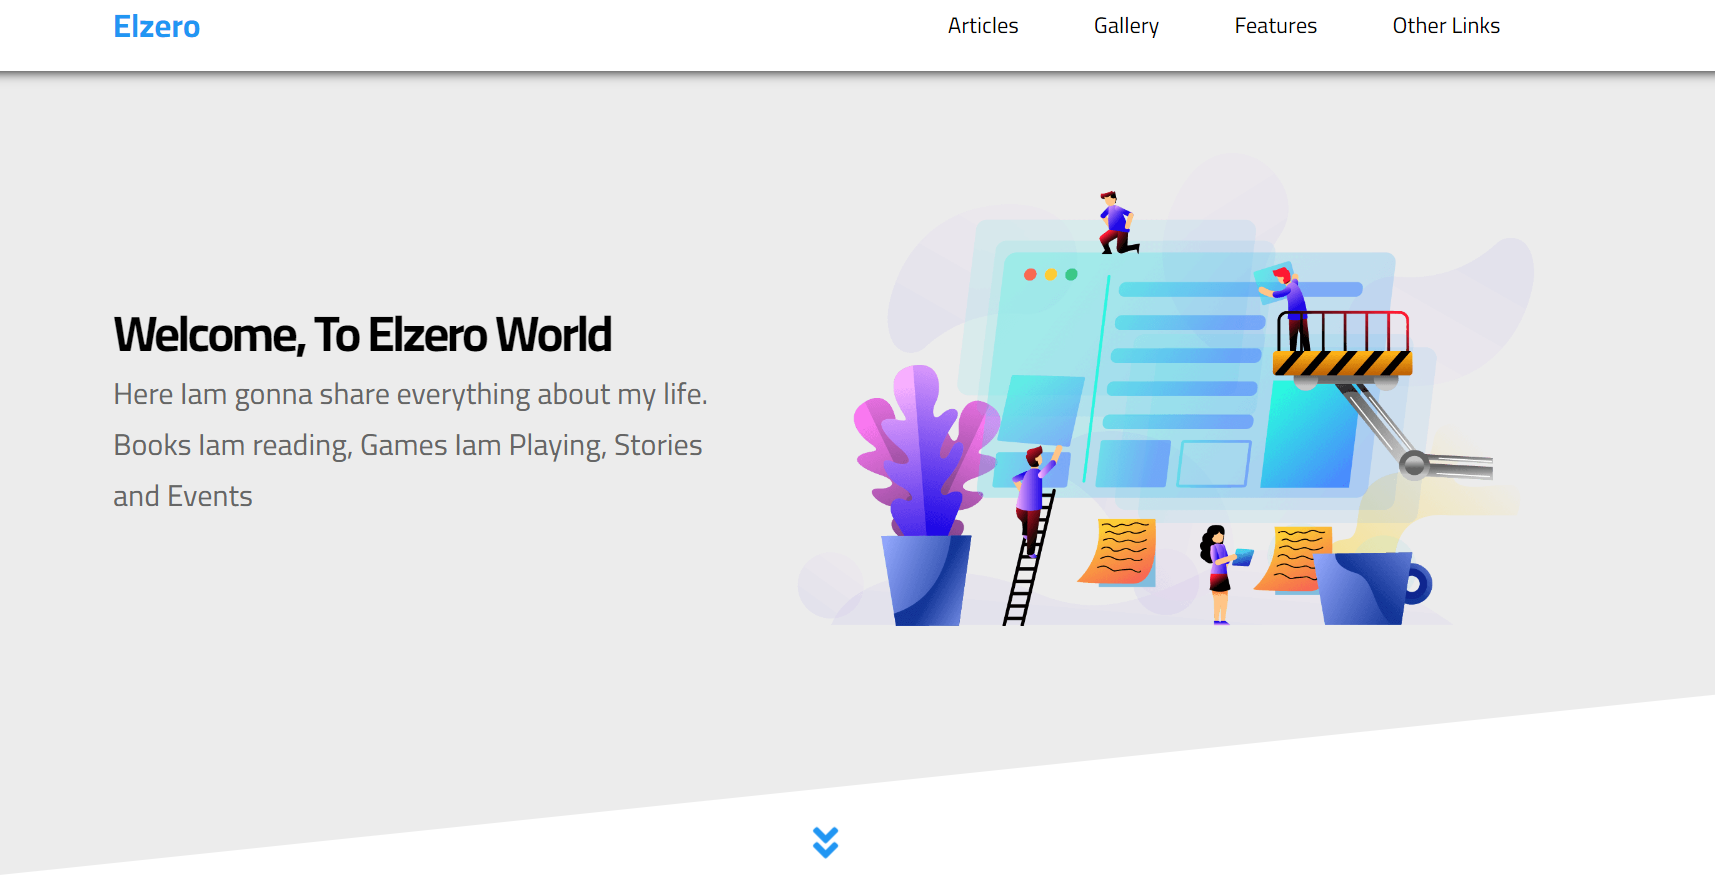 Elzero
Articles
Gallery
Features
Other Links
Welcome, To Elzero World
Here Iam gonna share everything about my life.
Books Iam reading, Games Iam Playing, Stories
and Events